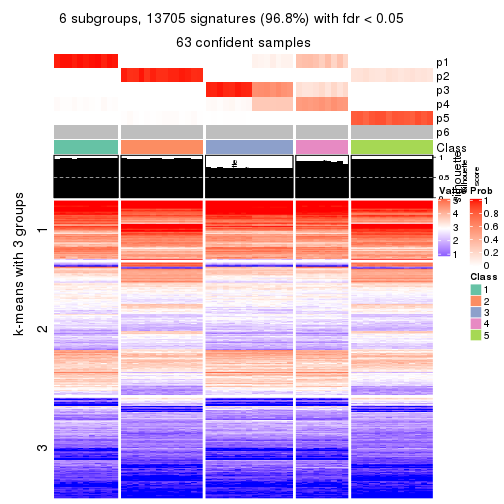 6 subgroups, 13705 signatures (96.8%) with fdr < 0.05
63 confident samples
p1
p2
p3
p4
p5
p6
Class
1
0.5
0
silhouette
score
Value
5
4
3
2
1
Prob
1
0.8
0.6
0.4
0.2
0
Class
1
2
3
4
5
k-means with 3 groups
1
2
3